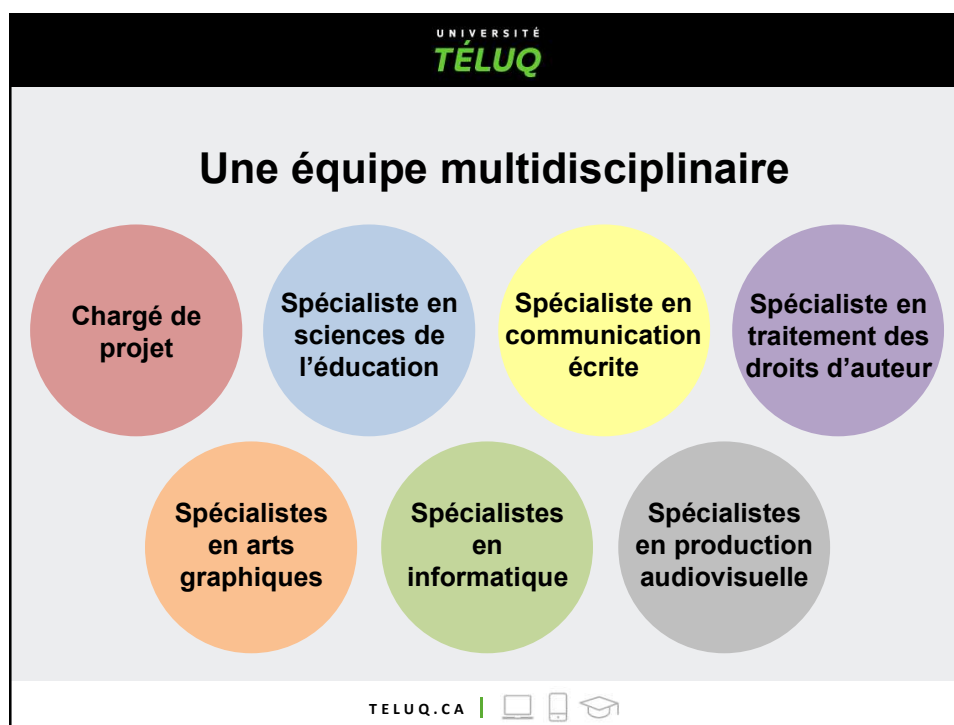 UNIVERSITÉ
TÉLUQ
Une équipe multidisciplinaire
Chargé de
projet
Spécialiste en
sciences de
l’éducation
Spécialiste en
communication
écrite
Spécialiste en
traitement des
droits d’auteur
Spécialistes
en arts
graphiques
Spécialistes
en
informatique
Spécialistes
en production
audiovisuelle
TELUQ.CA